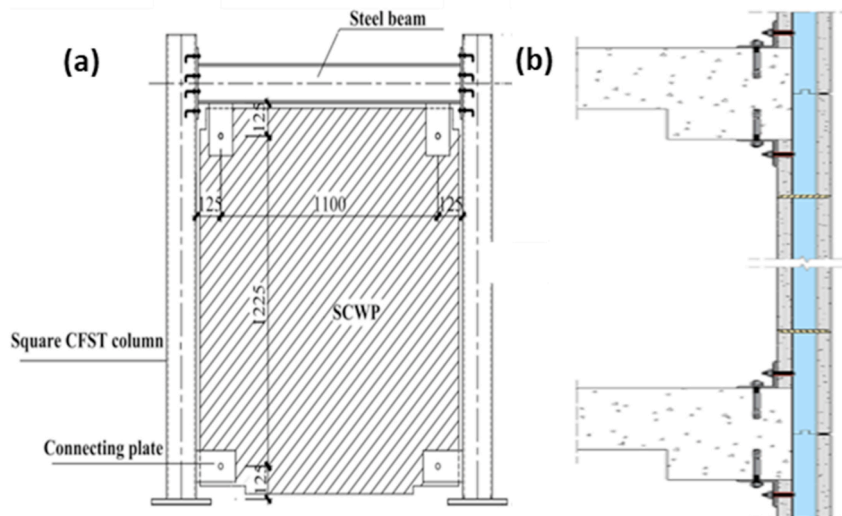 Steel beam
(a)
(b)
125
125
1100
125
1225
SCWP
Square CFST column
Connecting plate
125